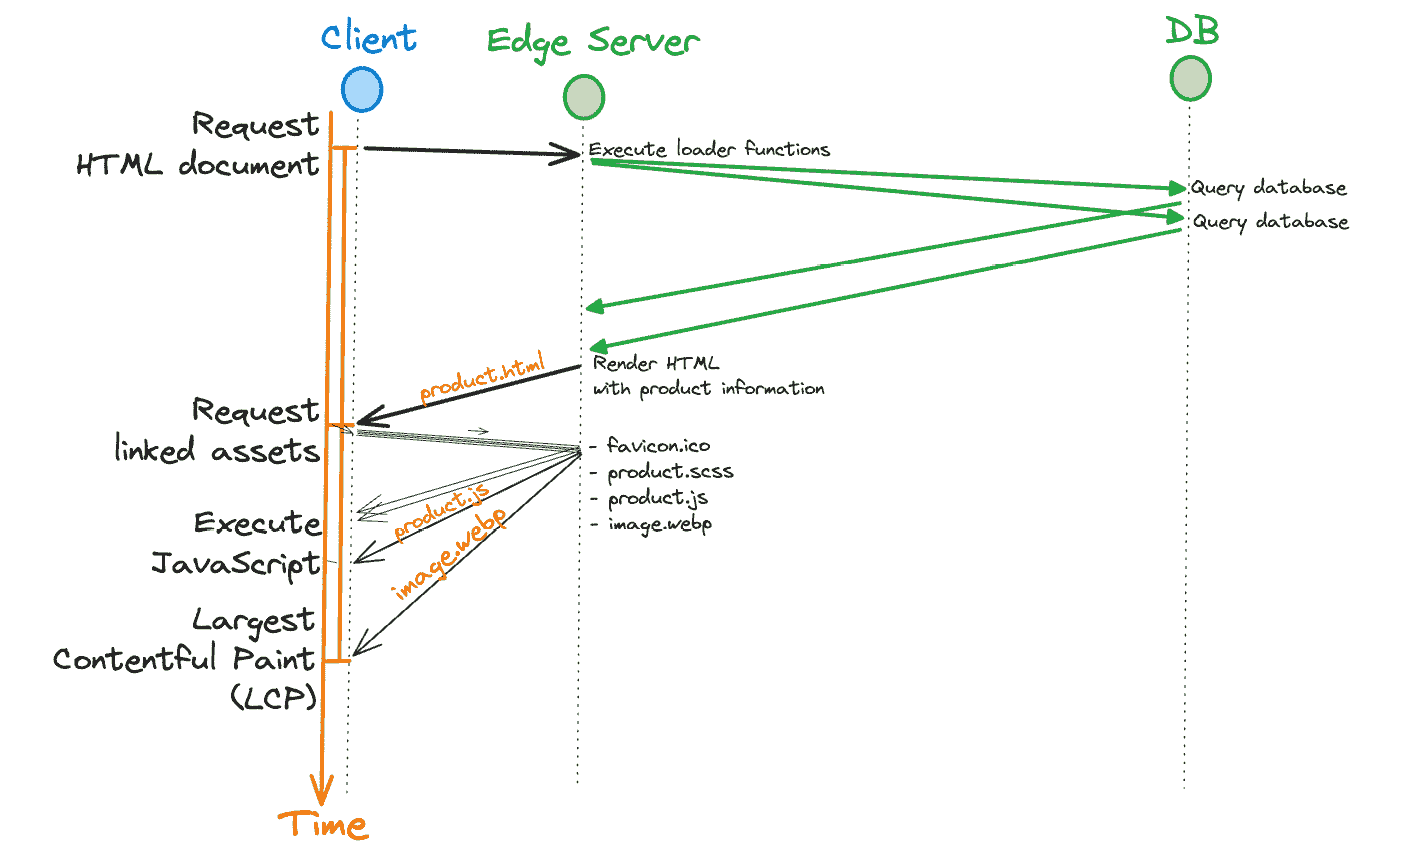 Client
Edge Server
DB
Request
HTML document
Execute loader functions
Query database
Query database
product.html
Render HTML
with product information
Request
linked assets
- favicon.ico
- product.scss
- product.js
- image.webp
product.js
image.webp
Execute
JavaScript
Largest
Contentful Paint
(LCP)
Time